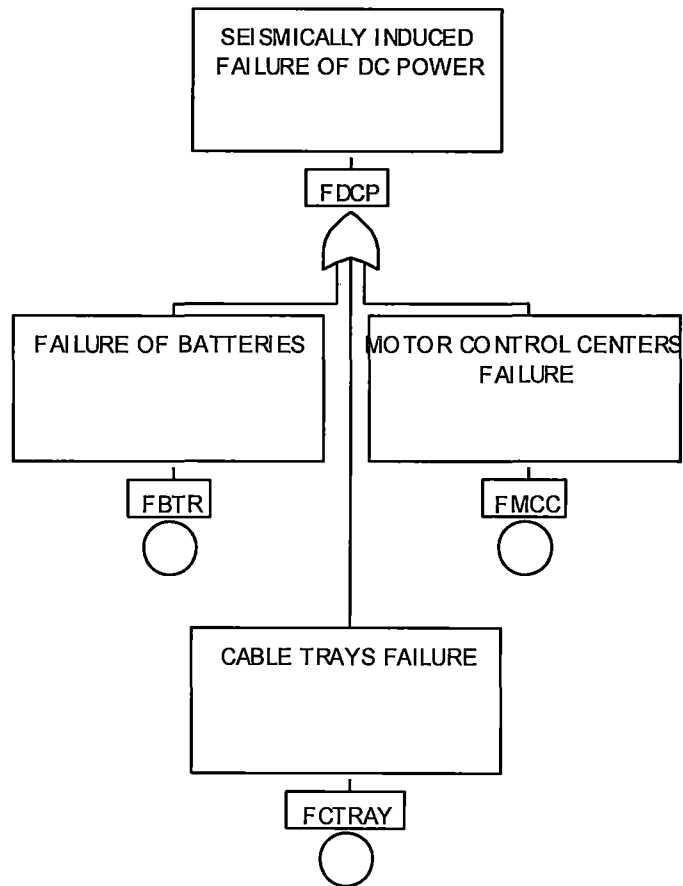 SEISMICALLY INDUCED
FAILURE OF DC POWER
FDCP
FAILURE OF BATTERIES
MOTOR CONTROL CENTERS
FAILURE
FBTR
FMCC
CABLE TRAYS FAILURE
FCTRAY